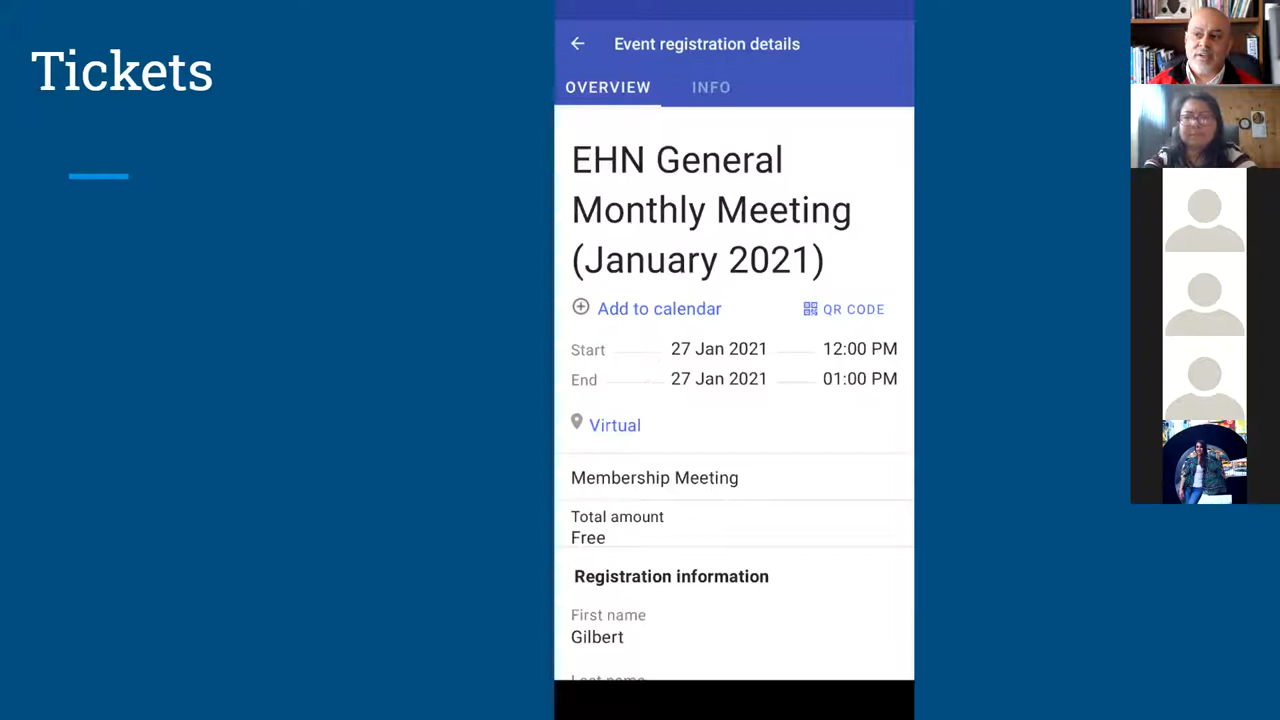 Tickets
Event registration details
OVERVIEW INFO
EHN General
Monthly Meeting
(January 2021)
Add to calendar QR CODE
Start 27 Jan 2021 12:00 PM
End 27 Jan 2021 01:00 PM
Virtual
Membership Meeting
Total amount
Free
Registration information
First name
Gilbert
Last name